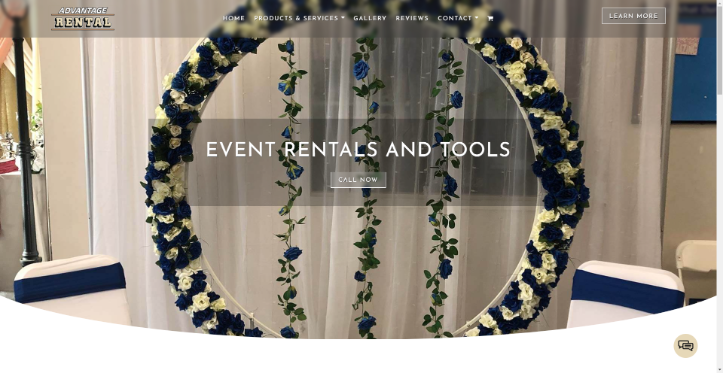 ADVANTAGE
RENTAL
HOME PRODUCTS & SERVICES GALLERY REVIEWS CONTACT
LEARN MORE
EVENT RENTALS AND TOOLS
CALL NOW